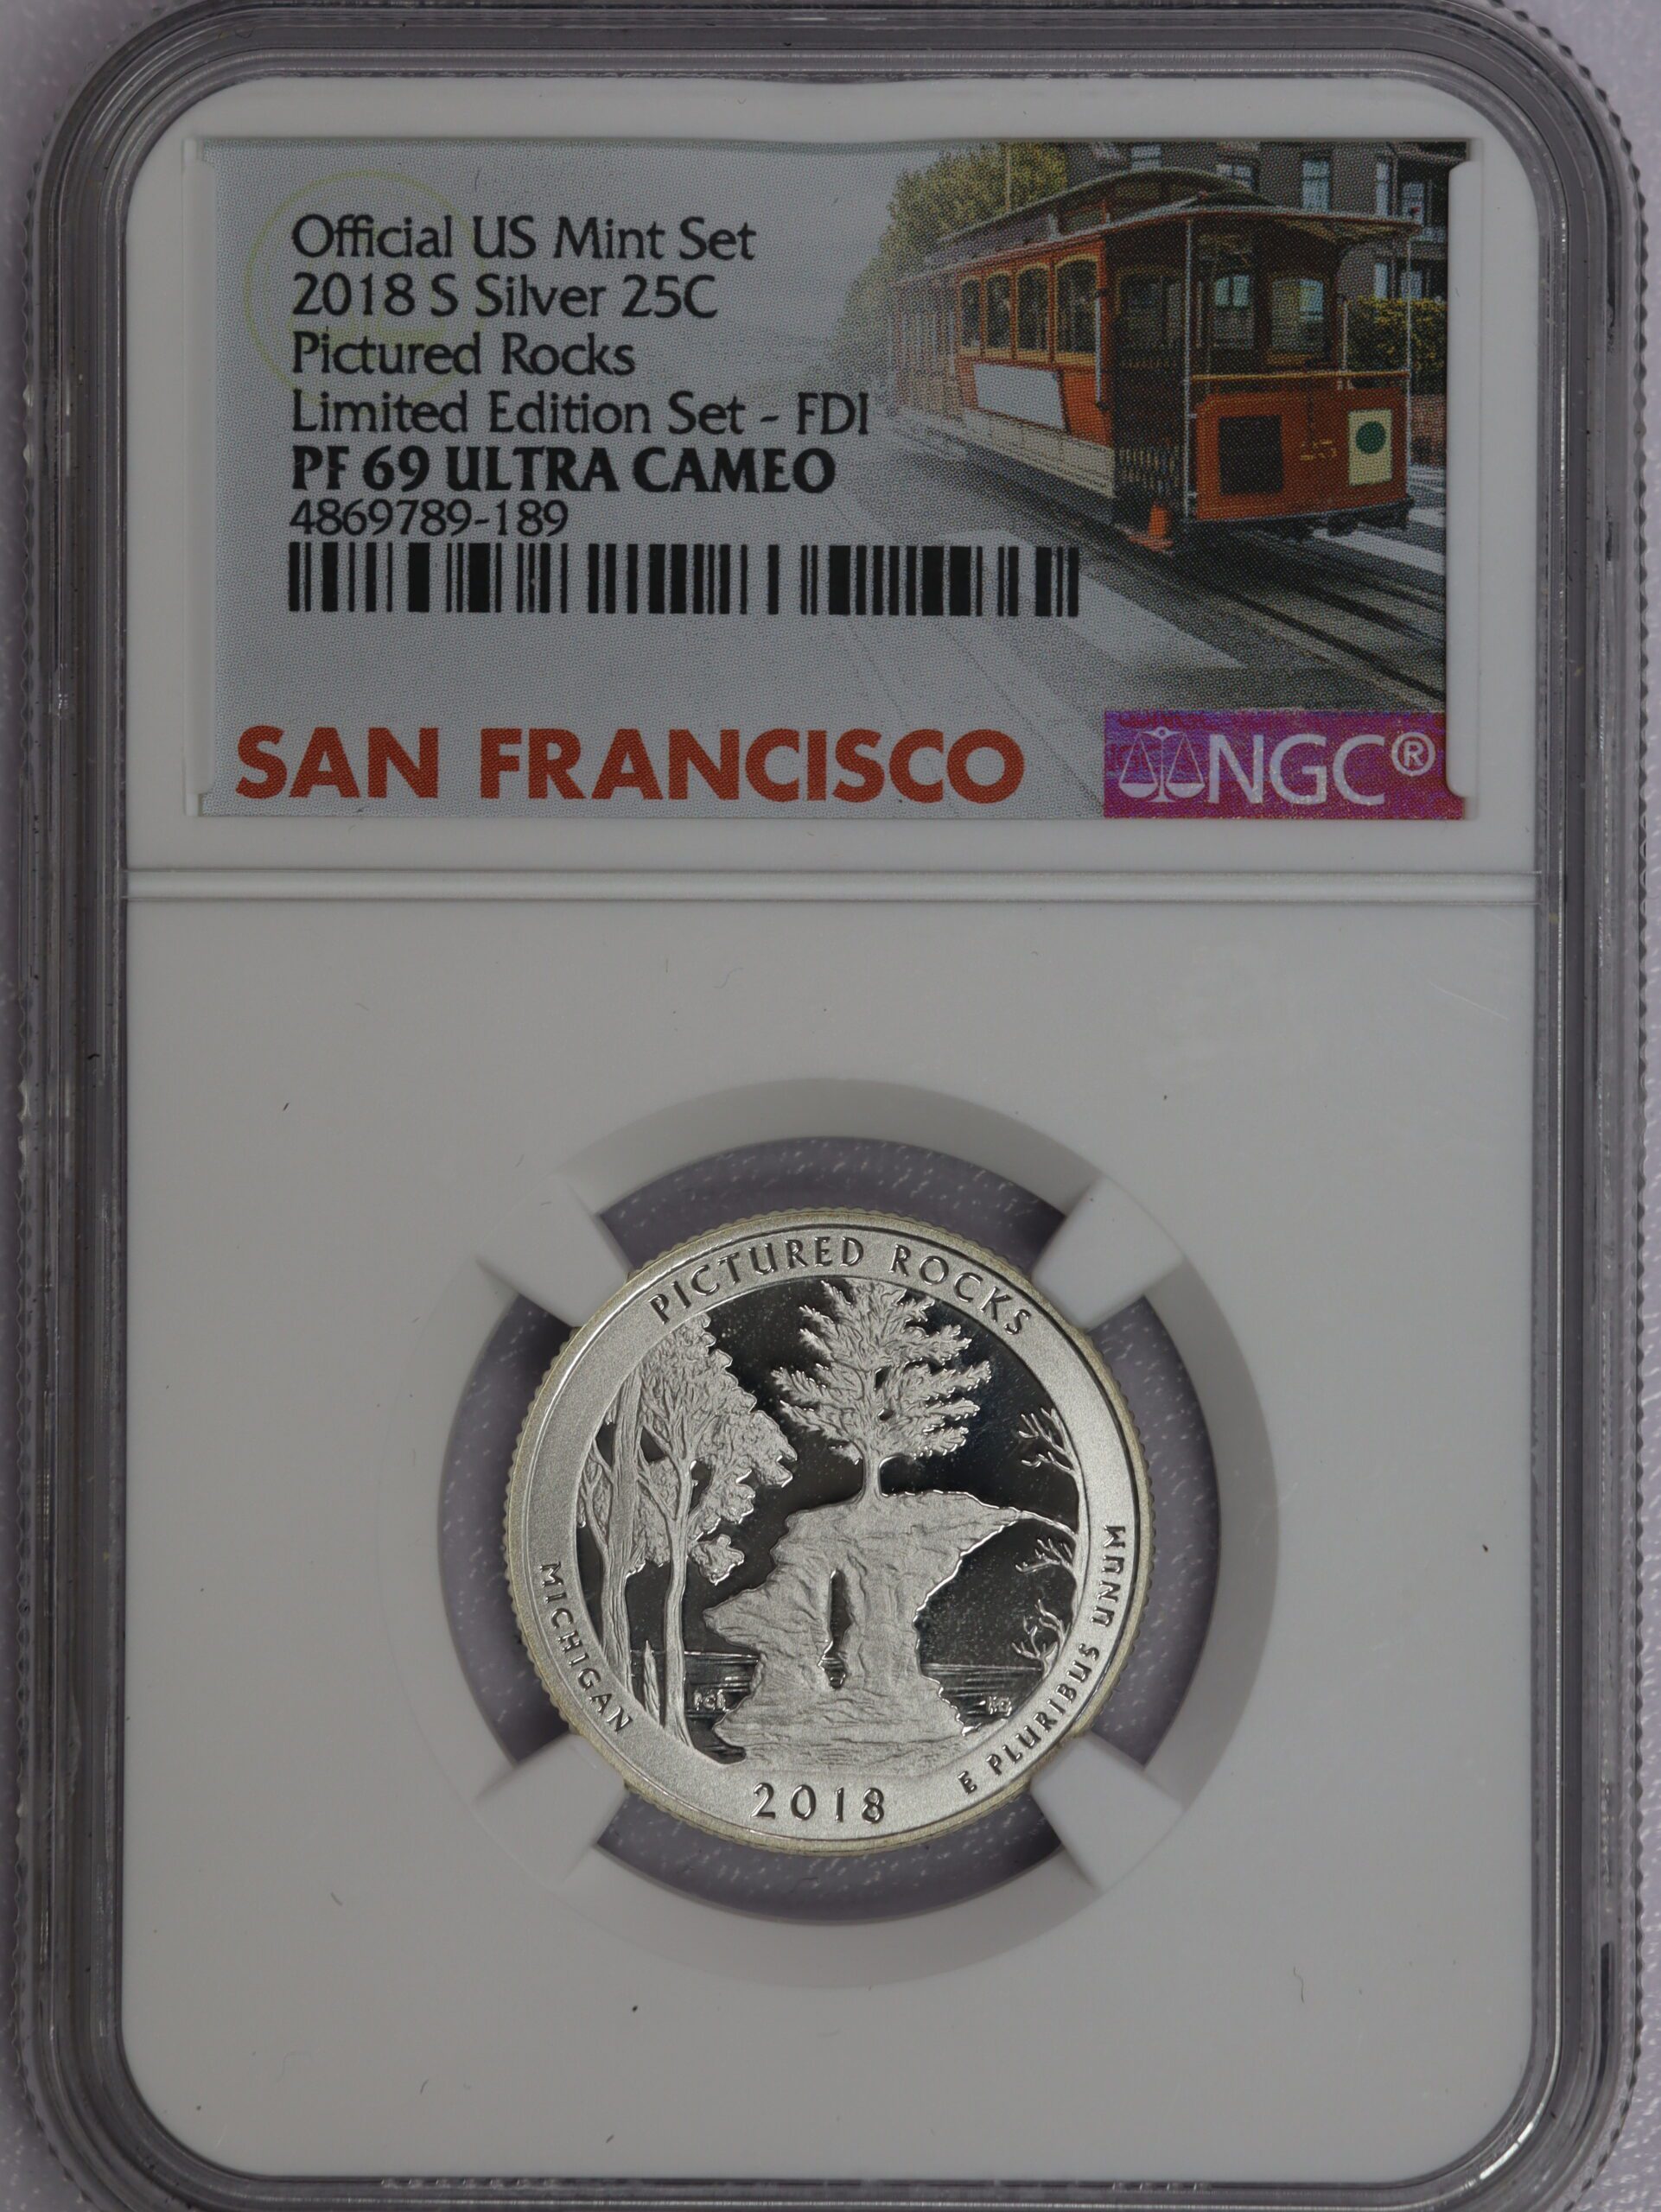 Official US Mint Set
2018 S Silver 25C
Pictured Rocks
Limited Edition Set - FDI
PF 69 ULTRA CAMEO
4869789-189
SAN FRANCISCO
NGC®
PICTURED ROCKS
MICHIGAN
E PLURIBUS UNUM
2018